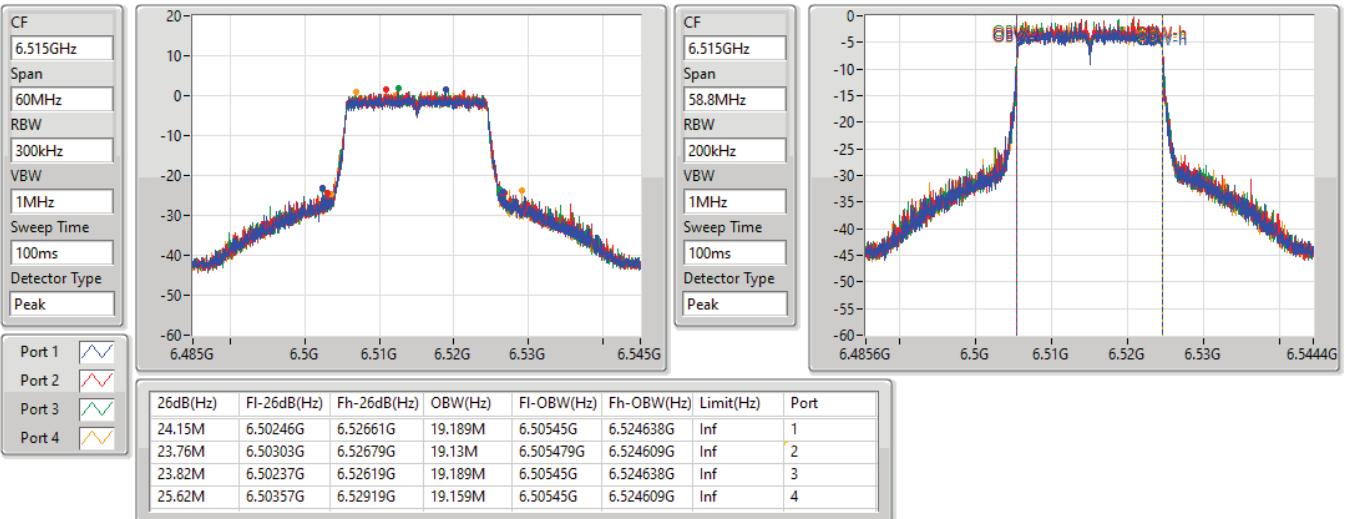 CF
6.515GHz
Span
60MHz
RBW
300kHz
VBW
1MHz
Sweep Time
100ms
Detector Type
Peak
20
10
0
-10
-20
-30
-40
-50
-60
6.485G 6.5G 6.51G 6.52G 6.53G 6.545G
CF
6.515GHz
Span
58.8MHz
RBW
200kHz
VBW
1MHz
Sweep Time
100ms
Detector Type
Peak
0
-5
-10
-15
-20
-25
-30
-35
-40
-45
-50
-55
-60
6.4856G 6.5G 6.51G 6.52G 6.53G 6.5444G
Port 1
Port 2
Port 3
Port 4
26dB(Hz) Fl-26dB(Hz) Fh-26dB(Hz) OBW(Hz) Fl-OBW(Hz) Fh-OBW(Hz) Limit(Hz) Port
24.15M 6.50246G 6.52661G 19.189M 6.50545G 6.524638G Inf 1
23.76M 6.50303G 6.52679G 19.13M 6.505479G 6.524609G Inf 2
23.82M 6.50237G 6.52619G 19.189M 6.50545G 6.524638G Inf 3
25.62M 6.50357G 6.52919G 19.159M 6.50545G 6.524609G Inf 4